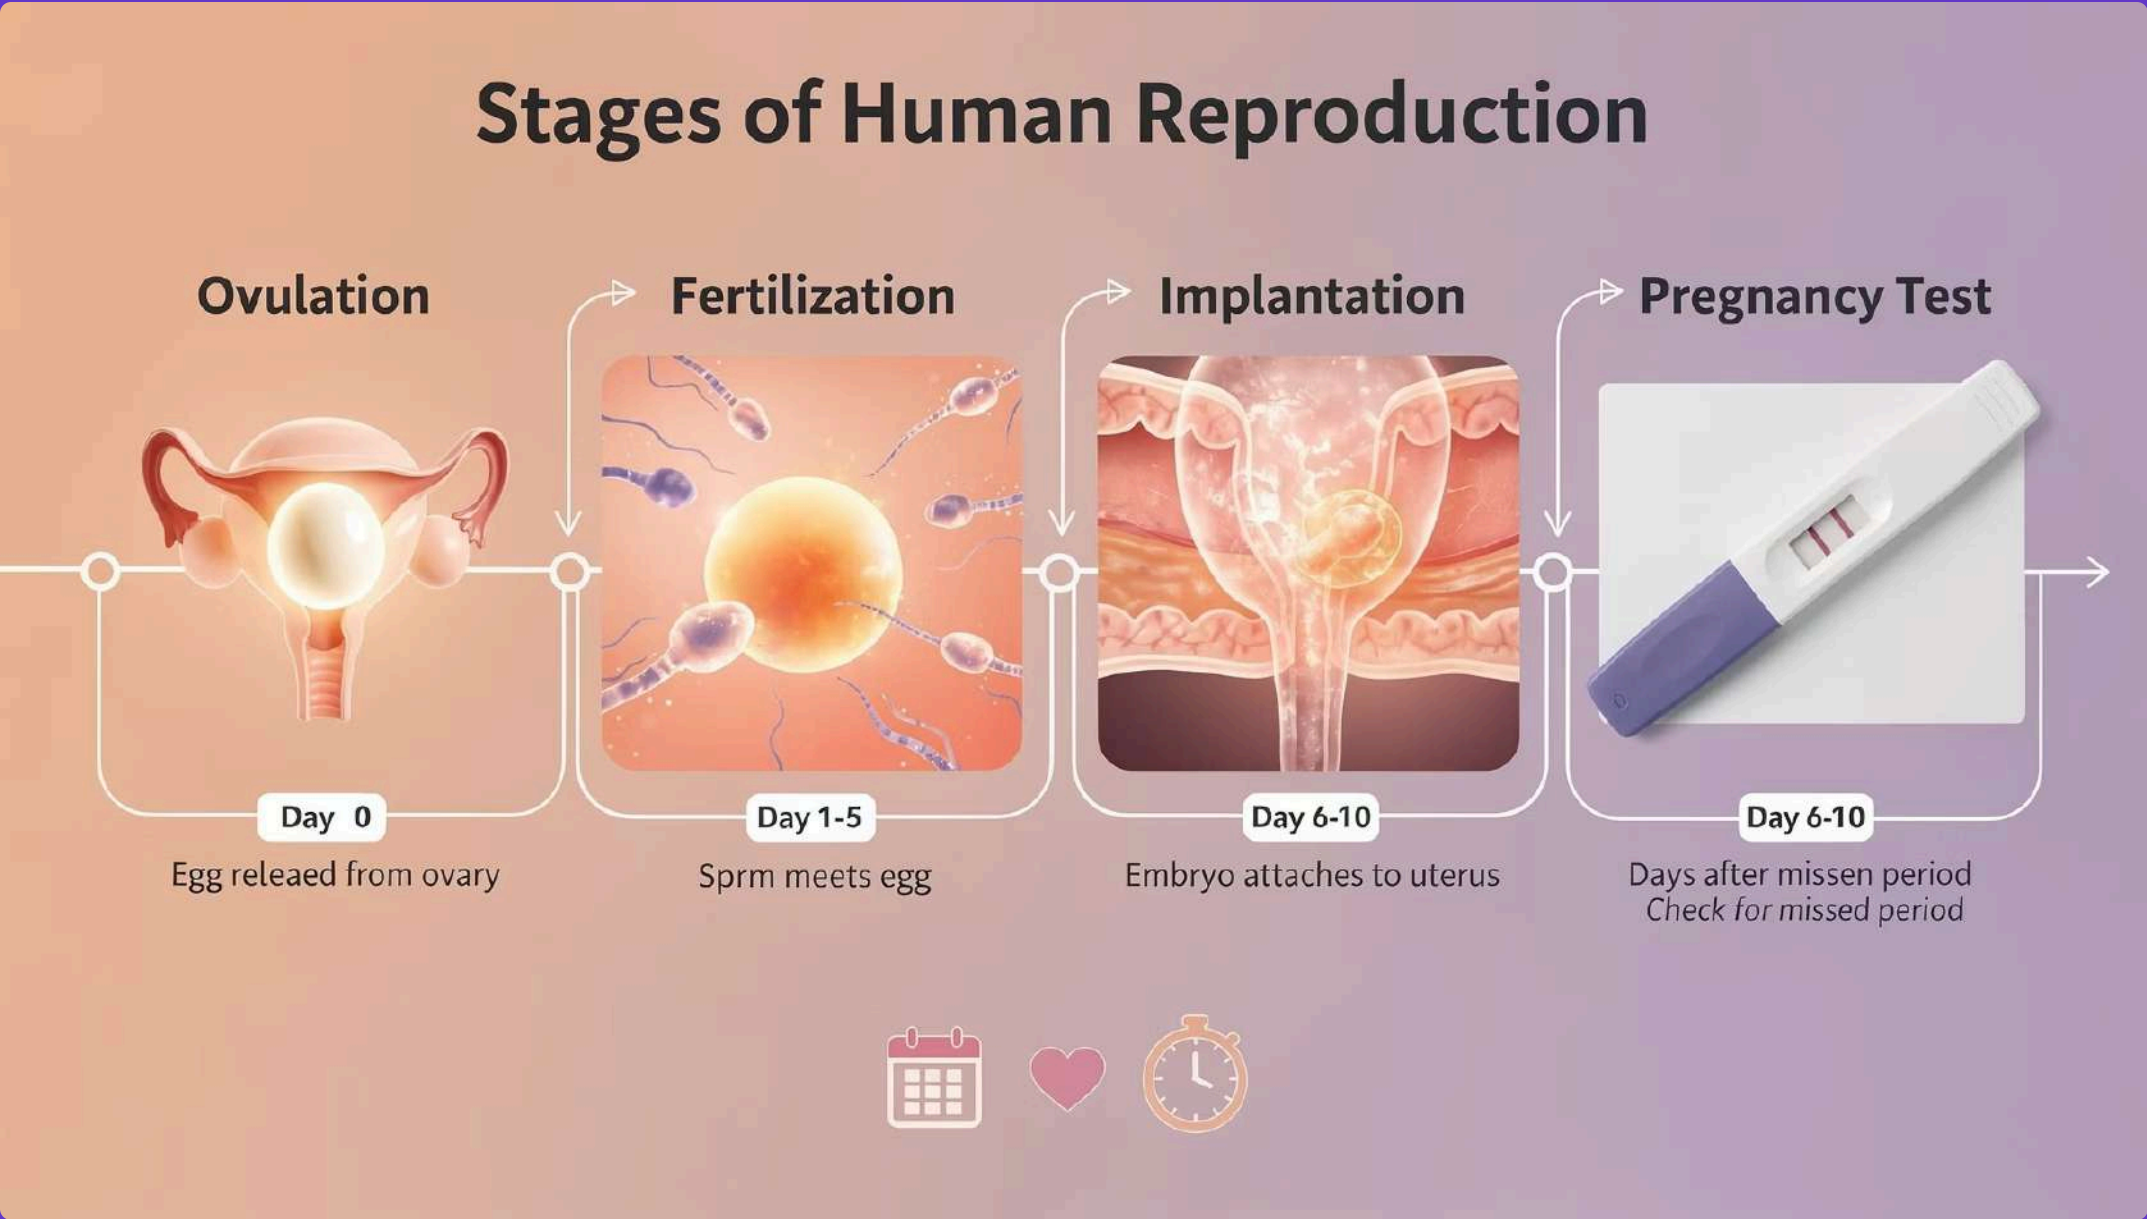 Stages of Human Reproduction
Ovulation
Fertilization
Implantation
Pregnancy Test
Day 0
Day 1-5
Day 6-10
Day 6-10
Egg releaed from ovary
Sprm meets egg
Embryo attaches to uterus
Days after missen period
Check for missed period